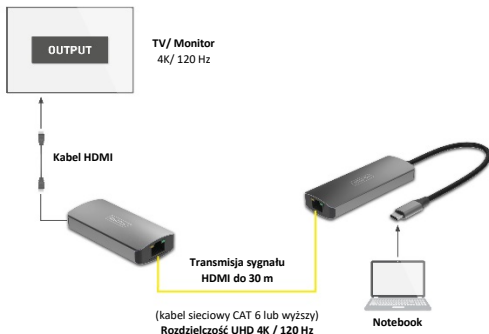 OUTPUT
TV/ Monitor
4K/ 120 Hz
Kabel HDMI
Transmisja sygnału
HDMI do 30 m
(kabel sieciowy CAT 6 lub wyższy)
Rozdzielczość UHD 4K / 120 Hz
Notebook